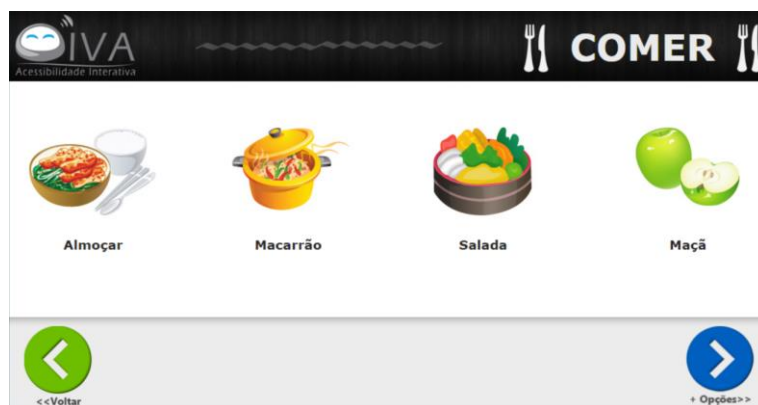 IVA
Acessibilidade Interativa
COMER
Almoçar
Macarrão
Salada
Maçã
<<Voltar
+ Opções>>